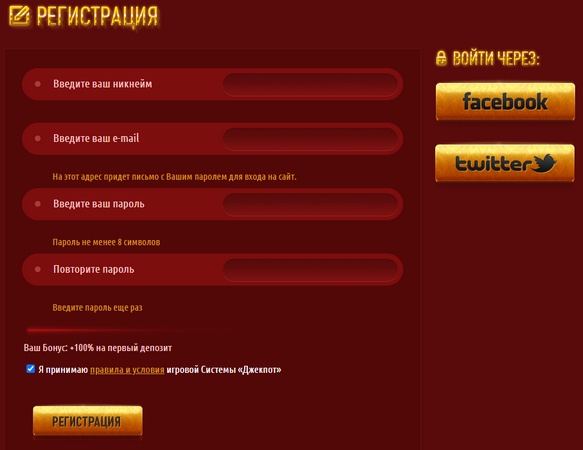 РЕГИСТРАЦИЯ
ВОЙТИ ЧЕРЕЗ:
facebook
twitter
Введите ваш никнейм
Введите ваш e-mail
На этот адрес придет письмо с Вашим паролем для входа на сайт.
Введите ваш пароль
Пароль не менее 8 символов
Повторите пароль
Введите пароль еще раз
Ваш Бонус: +100% на первый депозит
Я принимаю правила и условия игровой Системы «Джекпот»
РЕГИСТРАЦИЯ